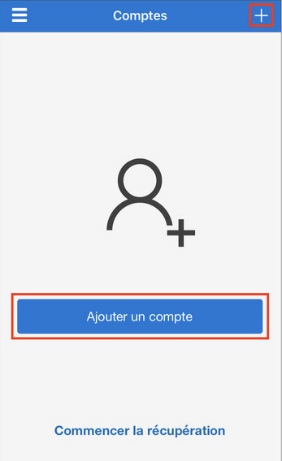 Comptes
Ajouter un compte
Commencer la récupération